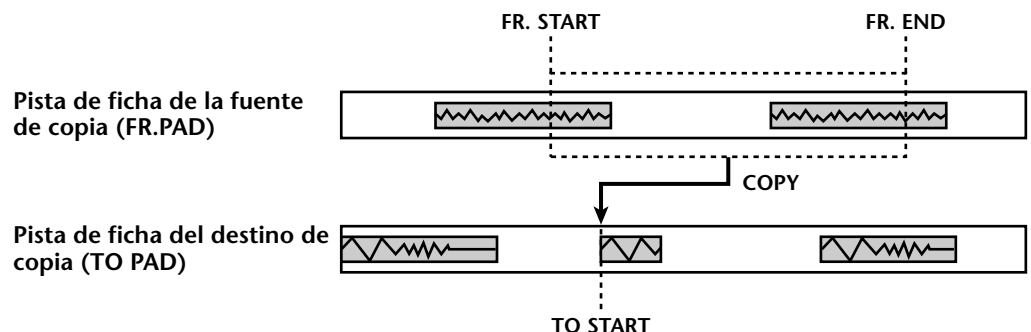 FR. START
FR. END
Pista de ficha de la fuente
de copia (FR.PAD)
COPY
Pista de ficha del destino de
copia (TO PAD)
TO START